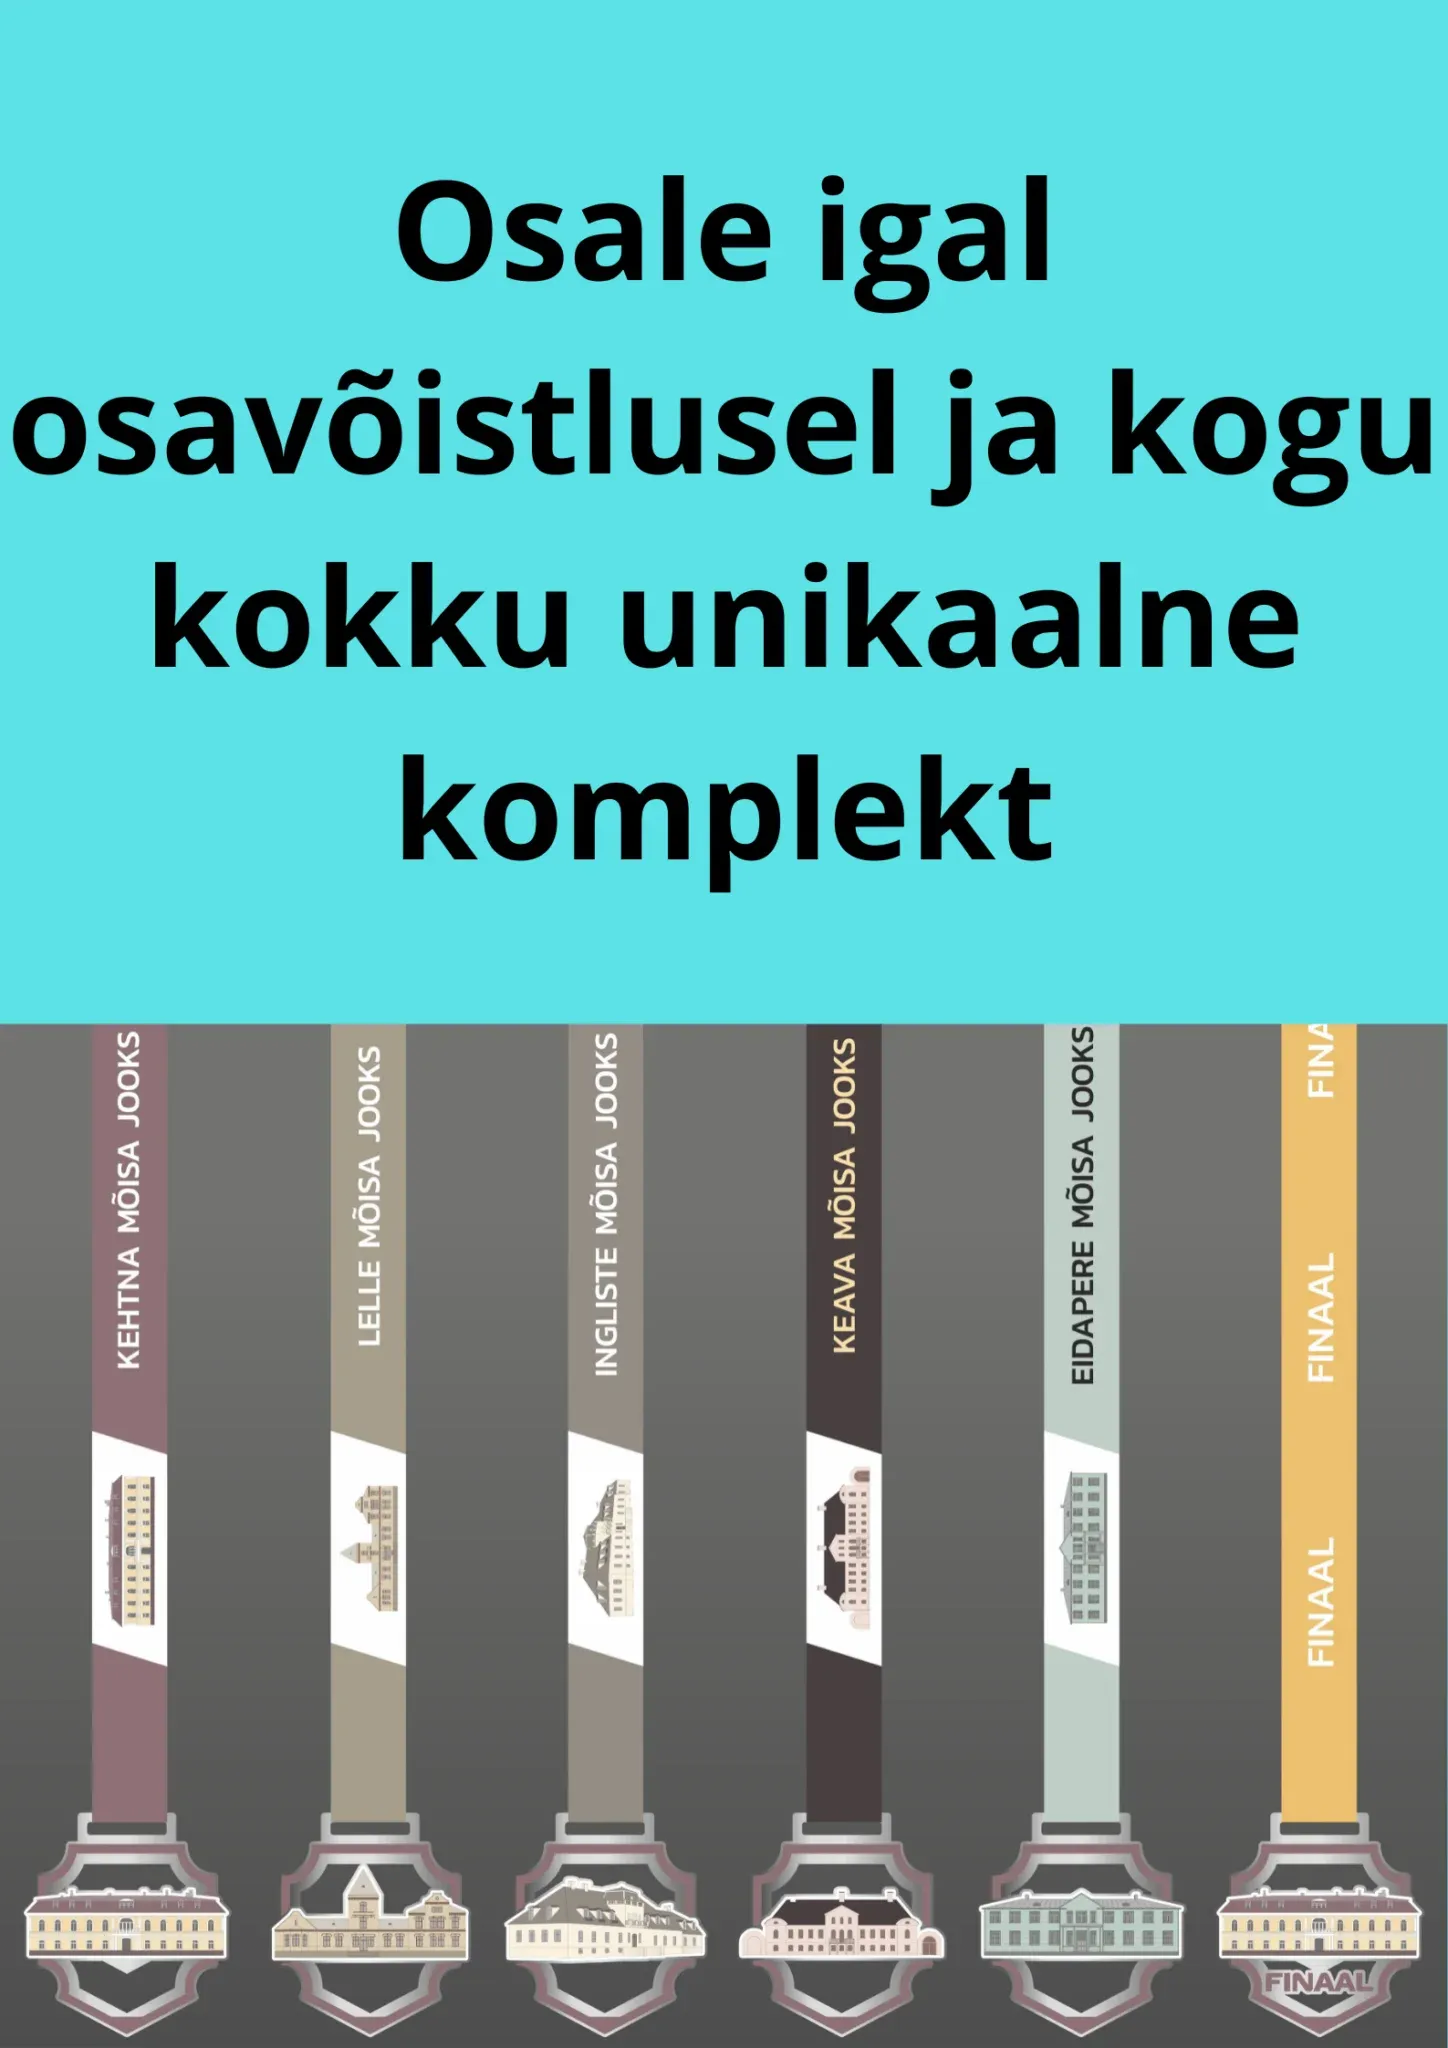 Osale igal
osavõistlusel ja kogu
kokku unikaalne
komplekt
KEHTNA MÕISA JOOKS
LELLE MÕISA JOOKS
INGLISTE MÕISA JOOKS
KEAVA MÕISA JOOKS
EIDAPERE MÕISA JOOKS
FINA
FINAAL
FINAAL
FINAAL